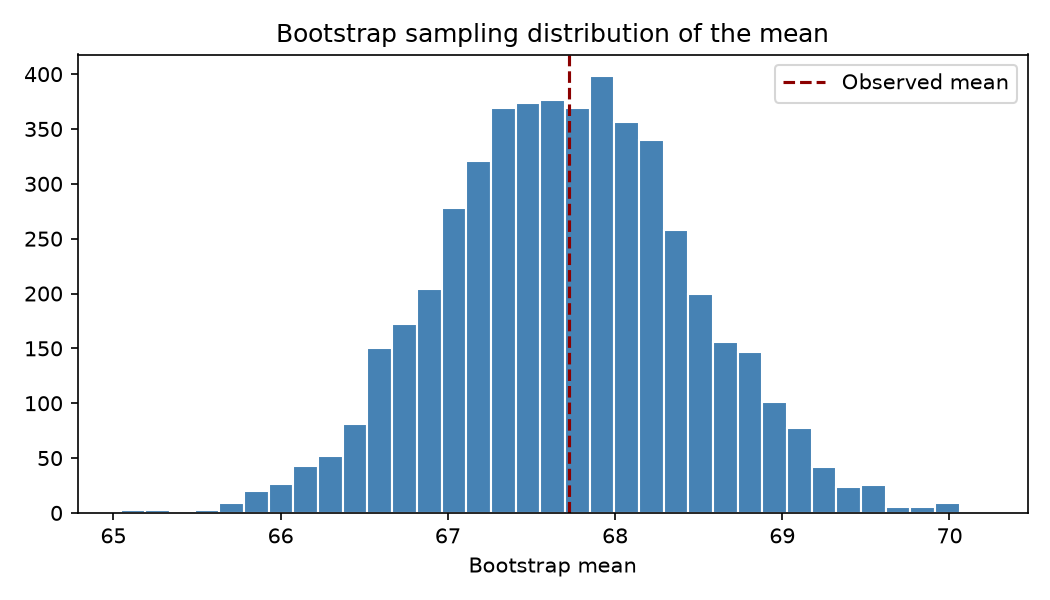 Bootstrap sampling distribution of the mean
Observed mean
400
350
300
250
200
150
100
50
0
65 66 67 68 69 70
Bootstrap mean